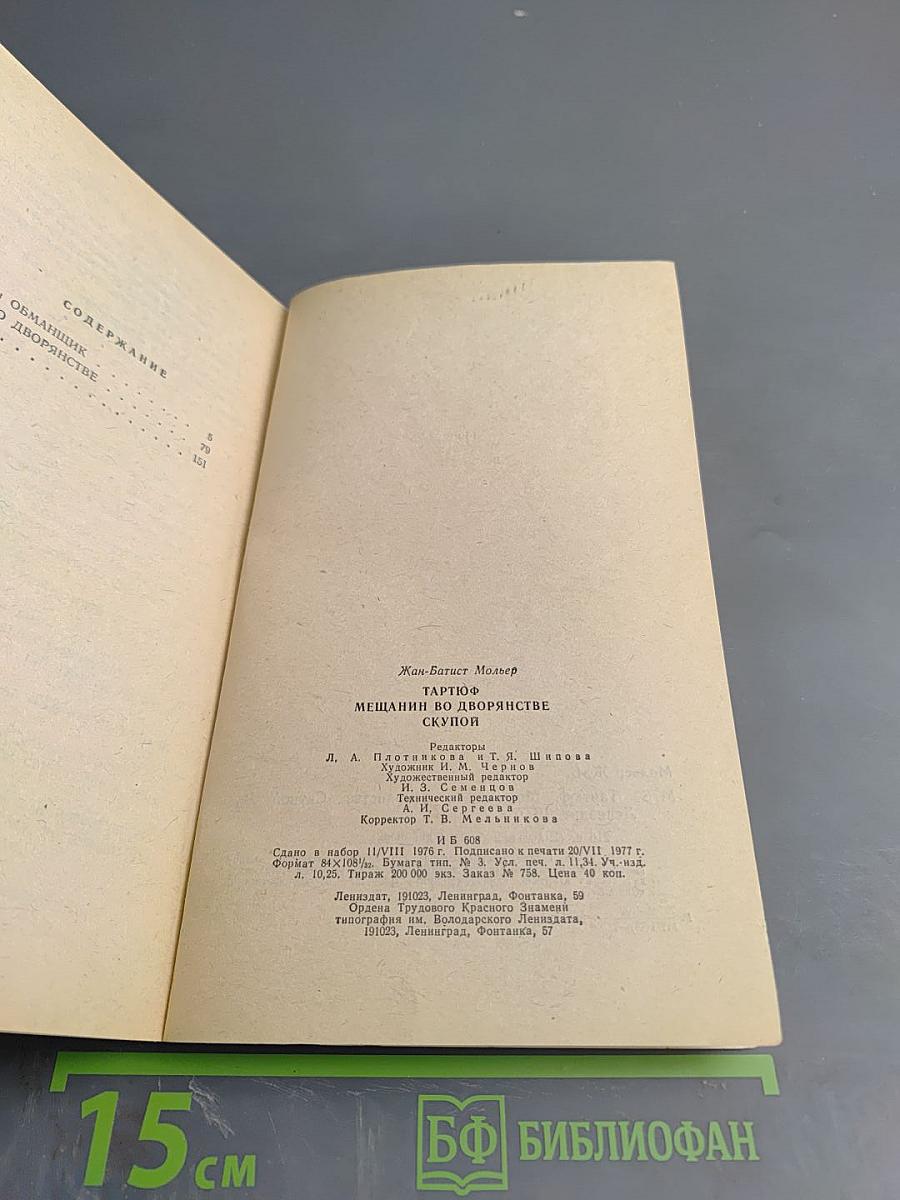 СОДЕРЖАНИЕ
ОБМАНЩИК . . . . . . 5
ДВОРЯНСТВЕ . . . . . . 79
. . . . . . . . . . . 151
Жан-Батист Мольер
ТАРТЮФ
МЕЩАНИН ВО ДВОРЯНСТВЕ
СКУПОЙ
Редакторы
Л. А. Плотникова и Т. Я. Шипова
Художник И. М. Чернов
Художественный редактор
И. З. Семенцов
Технический редактор
А. И. Сергеева
Корректор Т. В. Мельникова
И Б 608
Сдано в набор 11/VIII 1976 г. Подписано к печати 20/VII 1977 г.
Формат 84×108¹/₃₂. Бумага тип. № 3. Усл. печ. л. 11,34. Уч.-изд.
л. 10,25. Тираж 200 000 экз. Заказ № 758. Цена 40 коп.
Лениздат, 191023, Ленинград, Фонтанка, 59
Ордена Трудового Красного Знамени
типография им. Володарского Лениздата,
191023, Ленинград, Фонтанка, 57
15 см
БФ БИБЛИОФАН